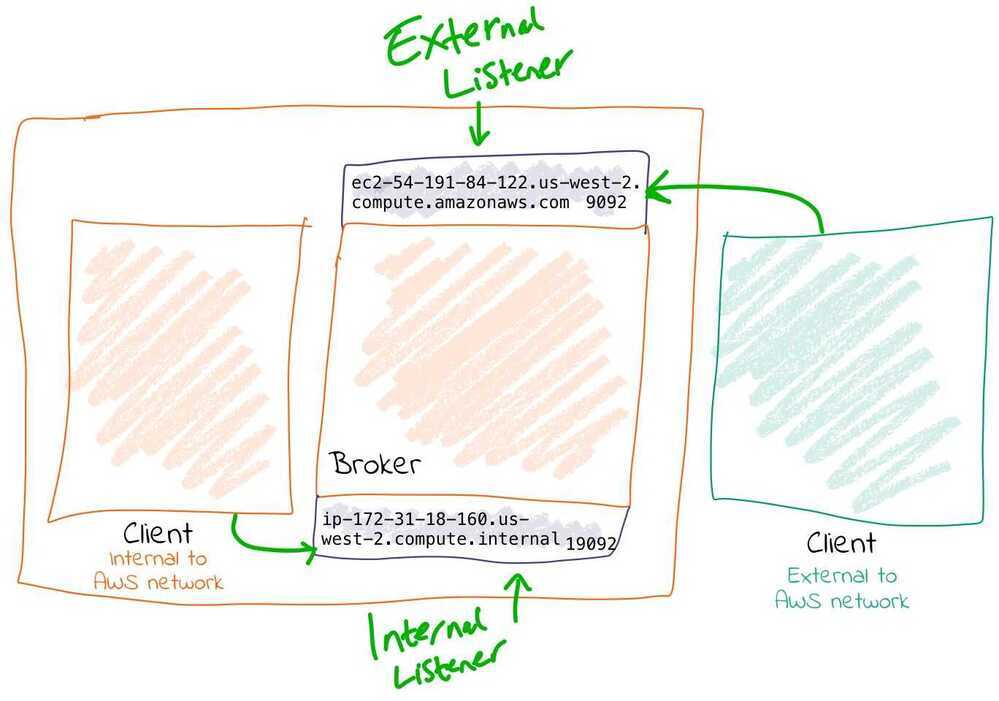 External
Listener
ec2-54-191-84-122.us-west-2.
compute.amazonaws.com 9092
Broker
ip-172-31-18-160.us-
west-2.compute.internal 19092
Client
Internal to
AWS network
Client
External to
AWS network
Internal
Listener